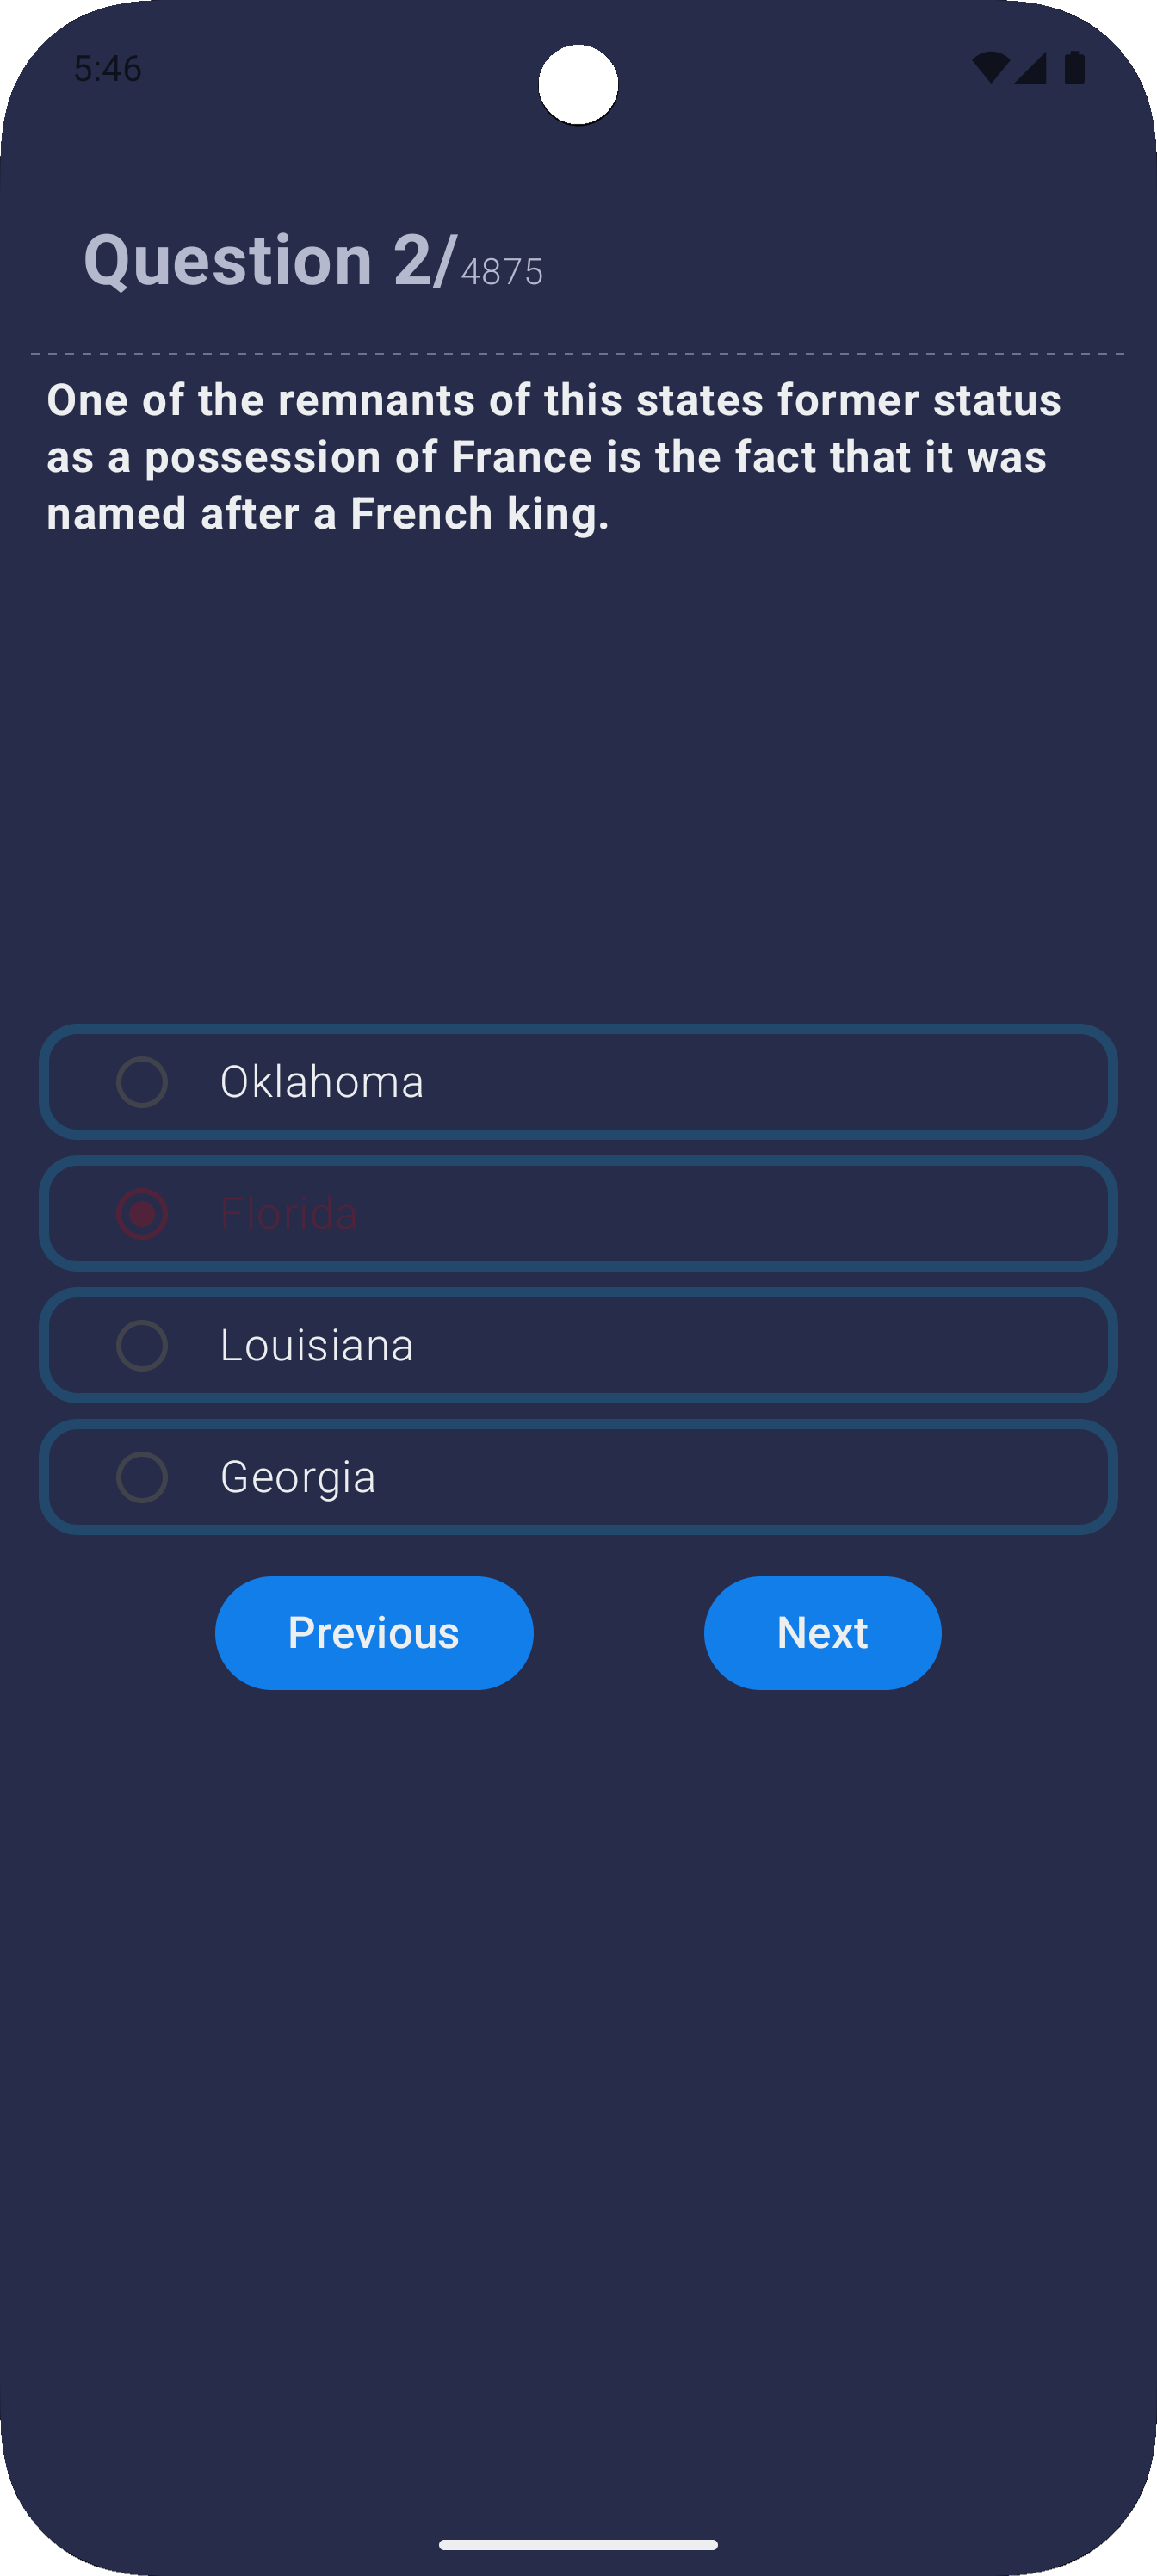 5:46
Question 2/4875
One of the remnants of this states former status
as a possession of France is the fact that it was
named after a French king.
Oklahoma
Florida
Louisiana
Georgia
Previous
Next